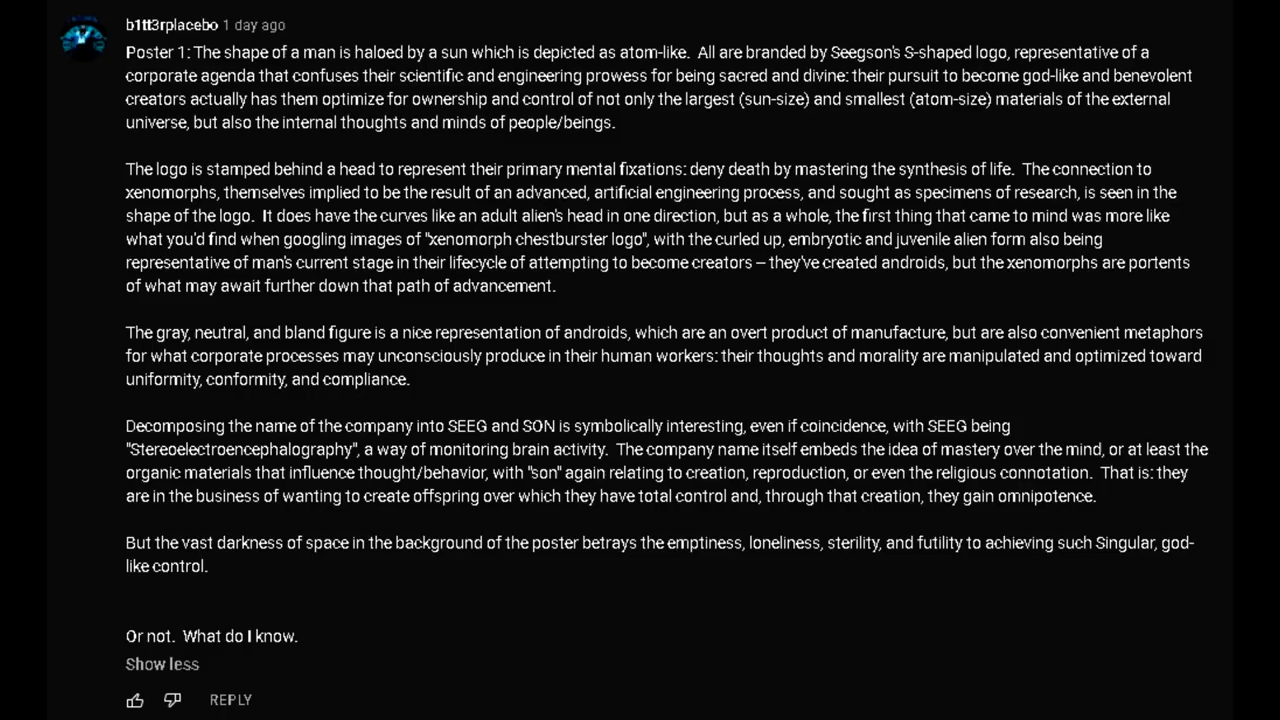 b1tt3rplacebo 1 day ago
Poster 1: The shape of a man is haloed by a sun which is depicted as atom-like.  All are branded by Seegson's S-shaped logo, representative of a
corporate agenda that confuses their scientific and engineering prowess for being sacred and divine: their pursuit to become god-like and benevolent
creators actually has them optimize for ownership and control of not only the largest (sun-size) and smallest (atom-size) materials of the external
universe, but also the internal thoughts and minds of people/beings.
The logo is stamped behind a head to represent their primary mental fixations: deny death by mastering the synthesis of life.  The connection to
xenomorphs, themselves implied to be the result of an advanced, artificial engineering process, and sought as specimens of research, is seen in the
shape of the logo.  It does have the curves like an adult alien's head in one direction, but as a whole, the first thing that came to mind was more like
what you'd find when googling images of "xenomorph chestburster logo", with the curled up, embryotic and juvenile alien form also being
representative of man's current stage in their lifecycle of attempting to become creators – they've created androids, but the xenomorphs are portents
of what may await further down that path of advancement.
The gray, neutral, and bland figure is a nice representation of androids, which are an overt product of manufacture, but are also convenient metaphors
for what corporate processes may unconsciously produce in their human workers: their thoughts and morality are manipulated and optimized toward
uniformity, conformity, and compliance.
Decomposing the name of the company into SEEG and SON is symbolically interesting, even if coincidence, with SEEG being
"Stereoelectroencephalography", a way of monitoring brain activity.  The company name itself embeds the idea of mastery over the mind, or at least the
organic materials that influence thought/behavior, with "son" again relating to creation, reproduction, or even the religious connotation.  That is: they
are in the business of wanting to create offspring over which they have total control and, through that creation, they gain omnipotence.
But the vast darkness of space in the background of the poster betrays the emptiness, loneliness, sterility, and futility to achieving such Singular, god-
like control.
Or not.  What do I know.
Show less
REPLY